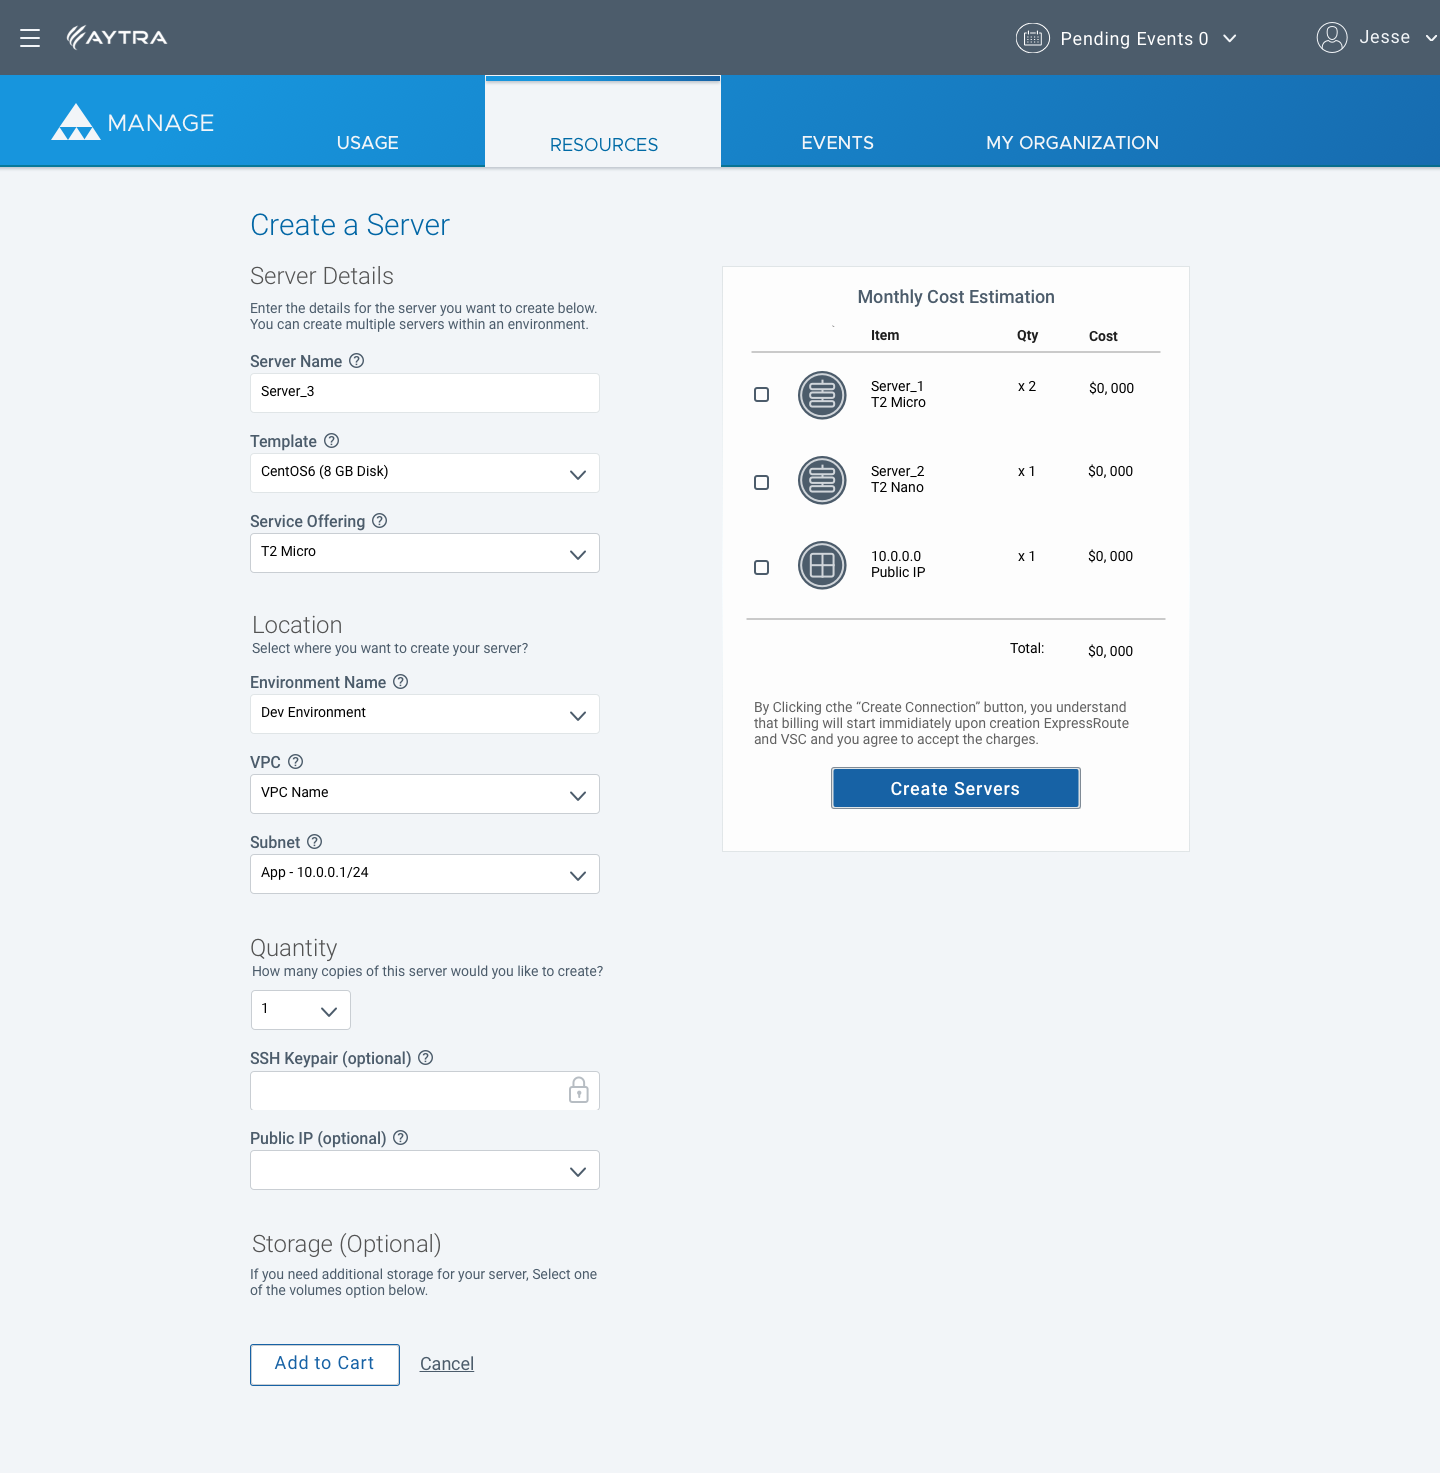 AYTRA
Pending Events 0
Jesse
MANAGE
USAGE
RESOURCES
EVENTS
MY ORGANIZATION
Create a Server
Server Details
Enter the details for the server you want to create below.
You can create multiple servers within an environment.
Server Name ?
Server_3
Template ?
CentOS6 (8 GB Disk)
Service Offering ?
T2 Micro
Location
Select where you want to create your server?
Environment Name ?
Dev Environment
VPC ?
VPC Name
Subnet ?
App - 10.0.0.1/24
Quantity
How many copies of this server would you like to create?
1
SSH Keypair (optional) ?
Public IP (optional) ?
Storage (Optional)
If you need additional storage for your server, Select one
of the volumes option below.
Add to Cart
Cancel
Monthly Cost Estimation
Item Qty Cost
Server_1 x 2 $0, 000
T2 Micro
Server_2 x 1 $0, 000
T2 Nano
10.0.0.0 x 1 $0, 000
Public IP
Total: $0, 000
By Clicking cthe “Create Connection“ button, you understand
that billing will start immidiately upon creation ExpressRoute
and VSC and you agree to accept the charges.
Create Servers